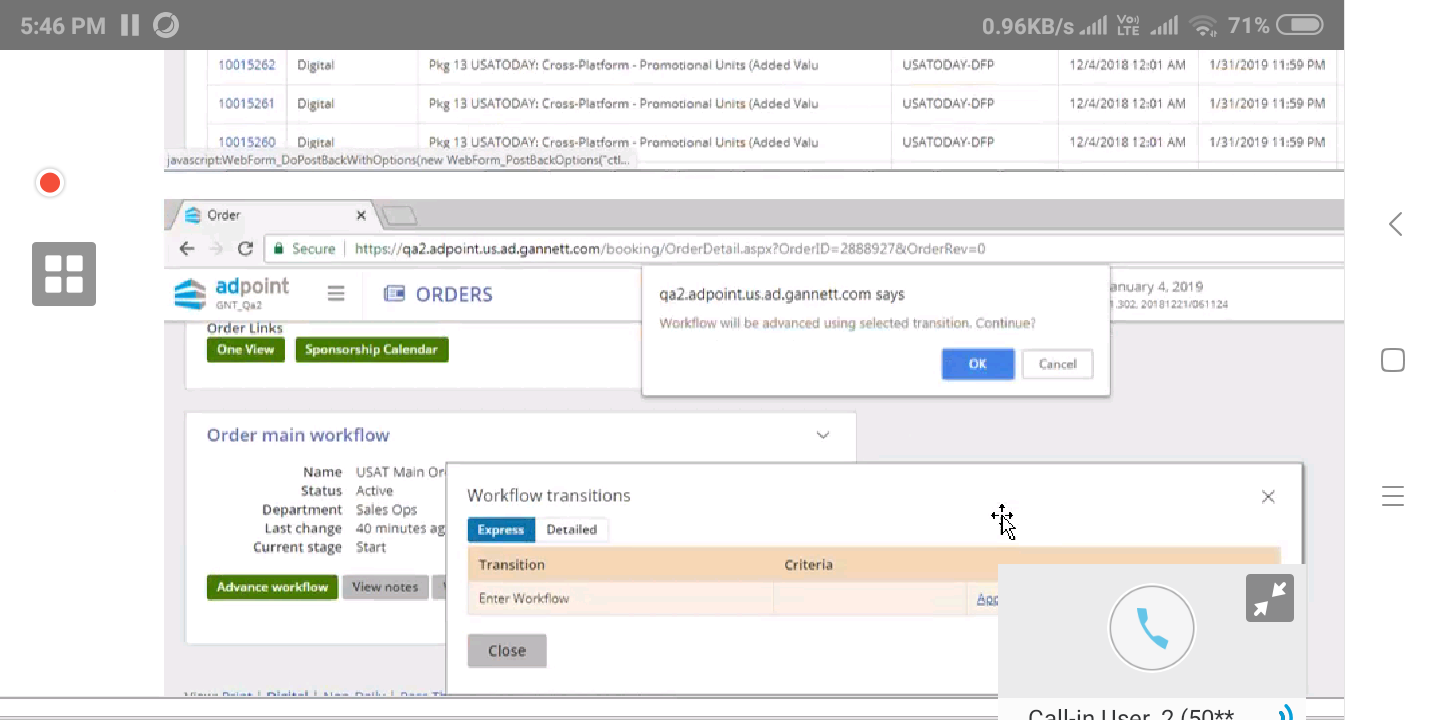 5:46 PM 0.96KB/s Vo) LTE 71%
10015262 Digital Pkg 13 USATODAY: Cross-Platform - Promotional Units (Added Valu USATODAY-DFP 12/4/2018 12:01 AM 1/31/2019 11:59 PM
10015261 Digital Pkg 13 USATODAY: Cross-Platform - Promotional Units (Added Valu USATODAY-DFP 12/4/2018 12:01 AM 1/31/2019 11:59 PM
10015260 Digital Pkg 13 USATODAY: Cross-Platform - Promotional Units (Added Valu USATODAY-DFP 12/4/2018 12:01 AM 1/31/2019 11:59 PM
javascript:WebForm_DoPostBackWithOptions(new WebForm_PostBackOptions("ctl...
Order
Secure https://qa2.adpoint.us.ad.gannett.com/booking/OrderDetail.aspx?OrderID=2888927&OrderRev=0
adpoint
GNT_Qa2
ORDERS
anuary 4, 2019
1.302, 20181221/061124
qa2.adpoint.us.ad.gannett.com says
Workflow will be advanced using selected transition. Continue?
OK Cancel
Order Links
One View Sponsorship Calendar
Order main workflow
Name USAT Main Or
Status Active
Department Sales Ops
Last change 40 minutes ag
Current stage Start
Advance workflow View notes
Workflow transitions
Express Detailed
Transition Criteria
Enter Workflow App
Close
Call-in User_2 (50**